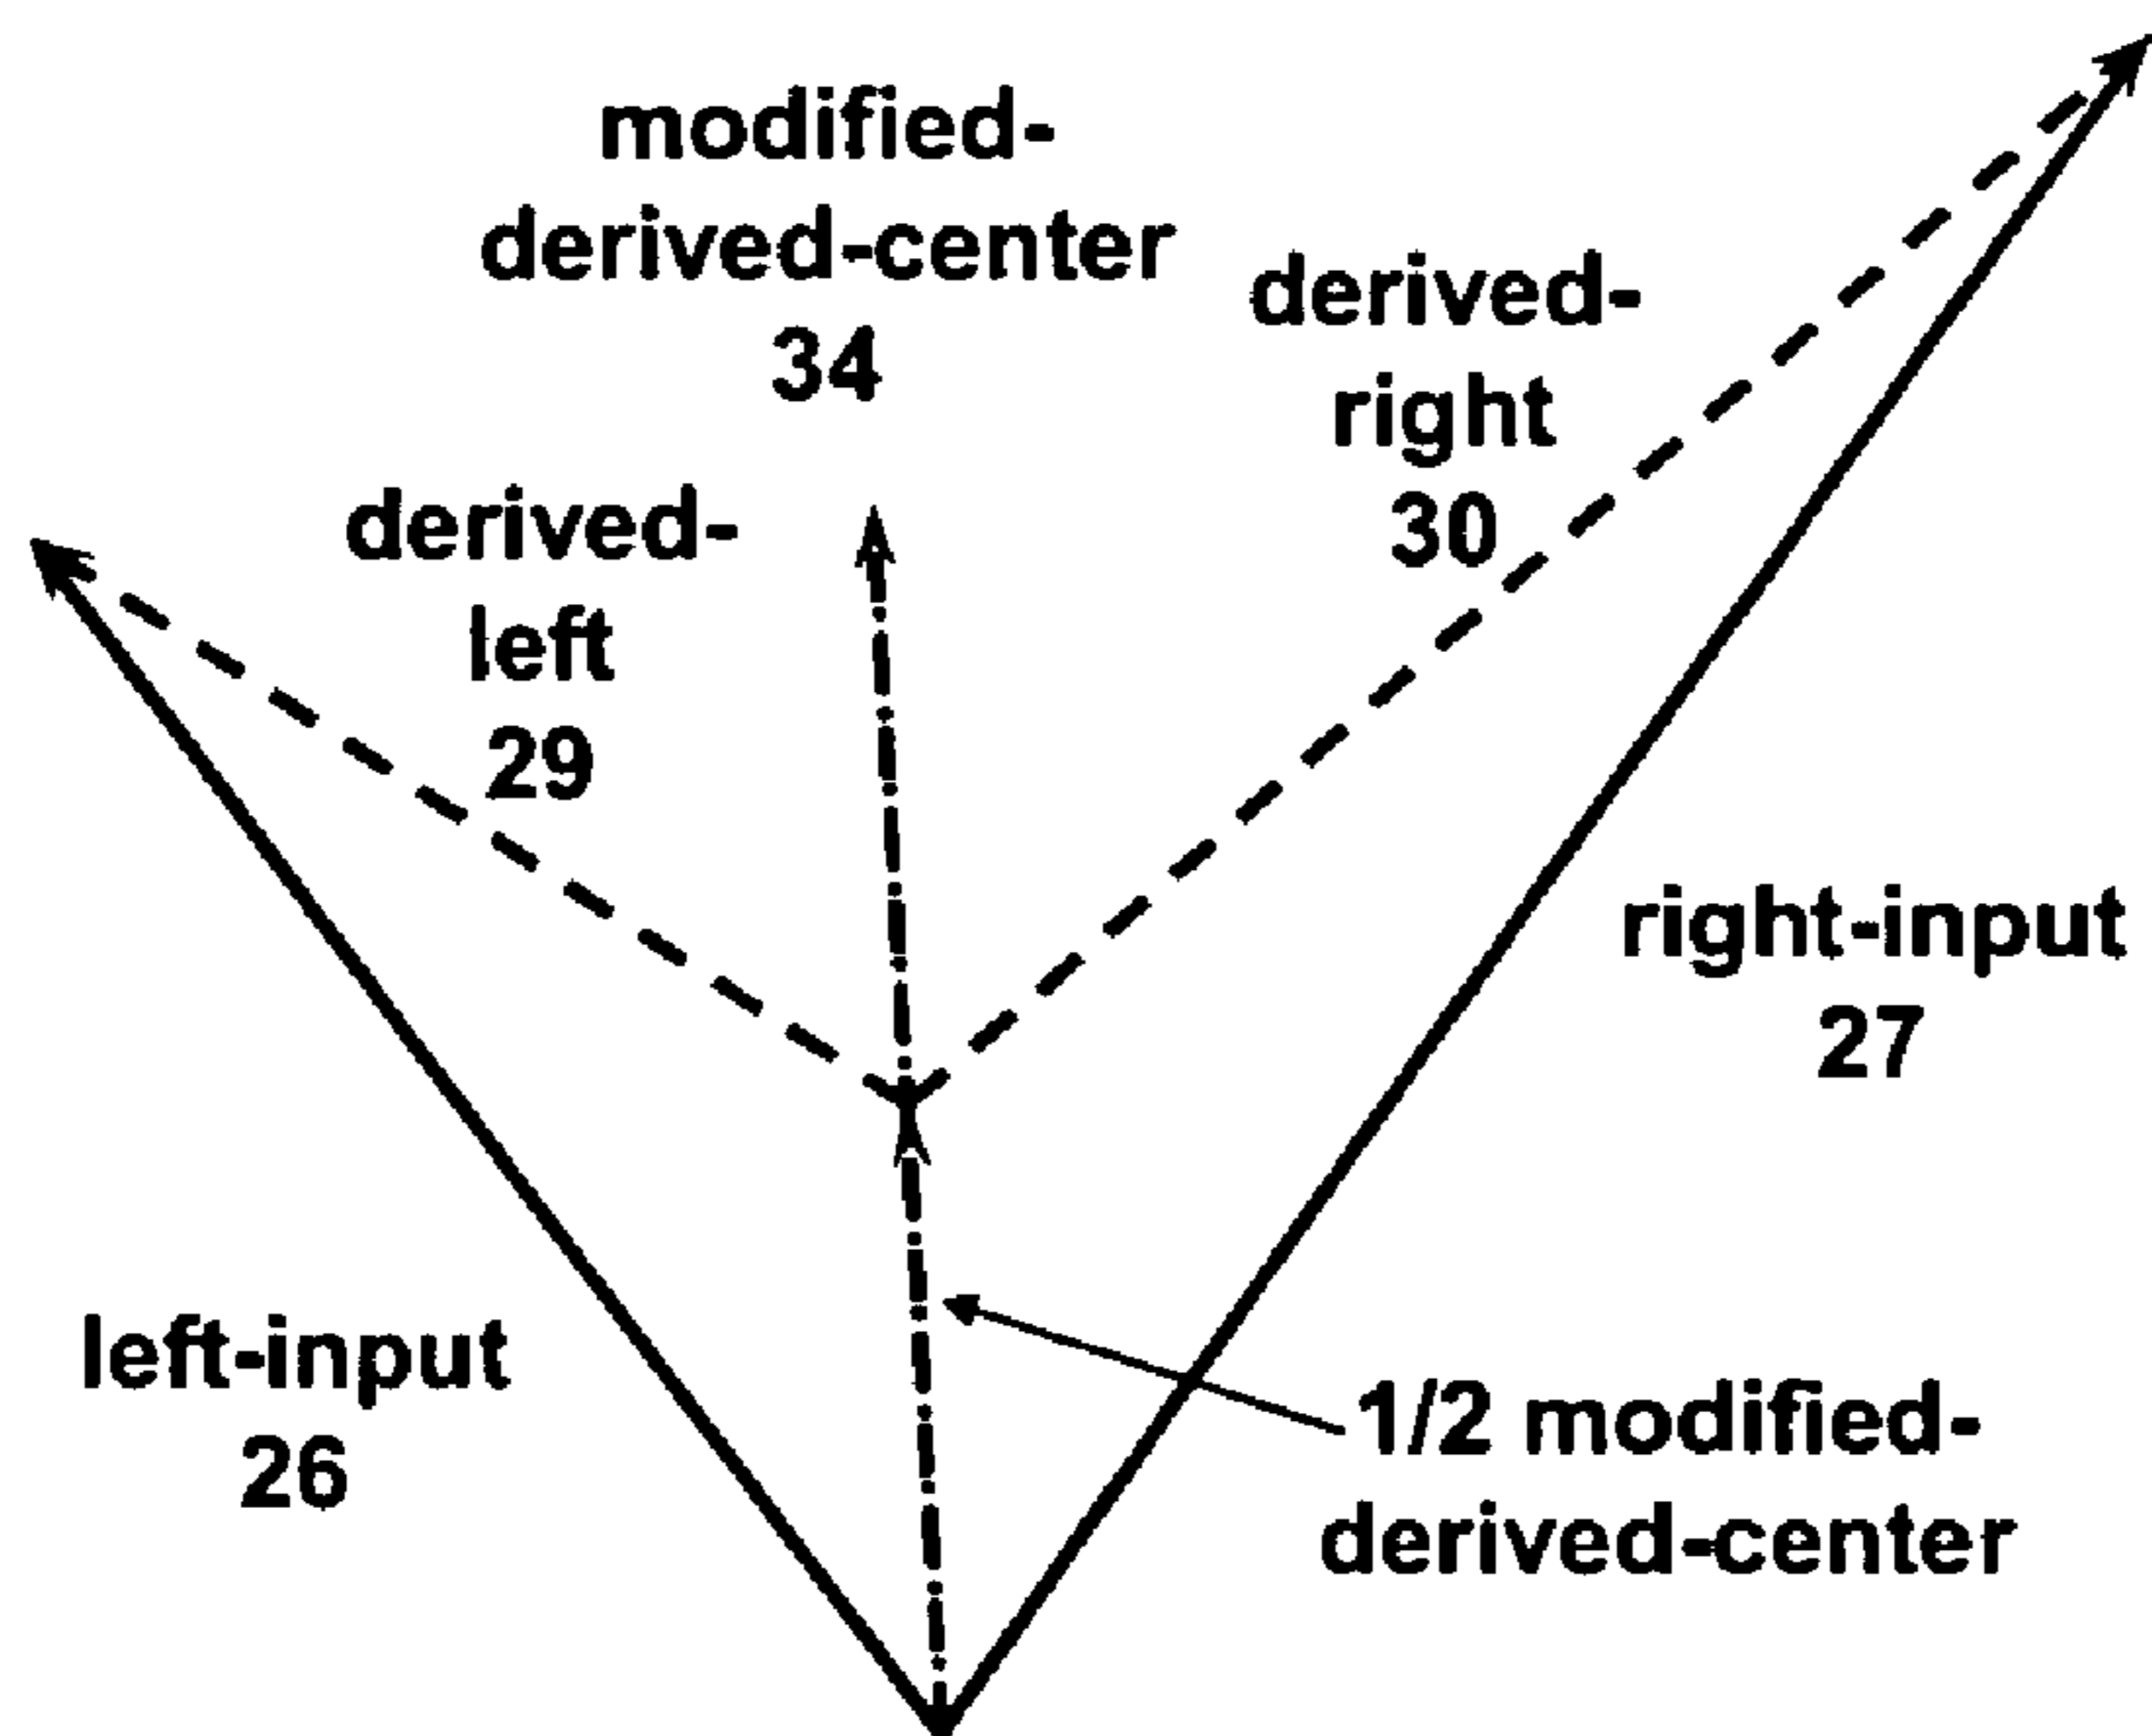 modified-
derived-center
34
derived-
right
30
derived-
left
29
right-input
27
left-input
26
1/2 modified-
derived-center